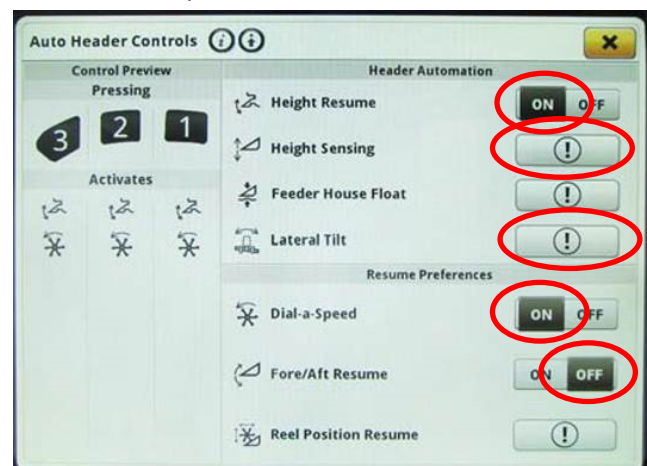 Auto Header Controls
Control Preview
Pressing
3 2 1
Activates
Header Automation
Height Resume ON OFF
Height Sensing !
Feeder House Float !
Lateral Tilt !
Resume Preferences
Dial-a-Speed ON OFF
Fore/Aft Resume ON OFF
Reel Position Resume !